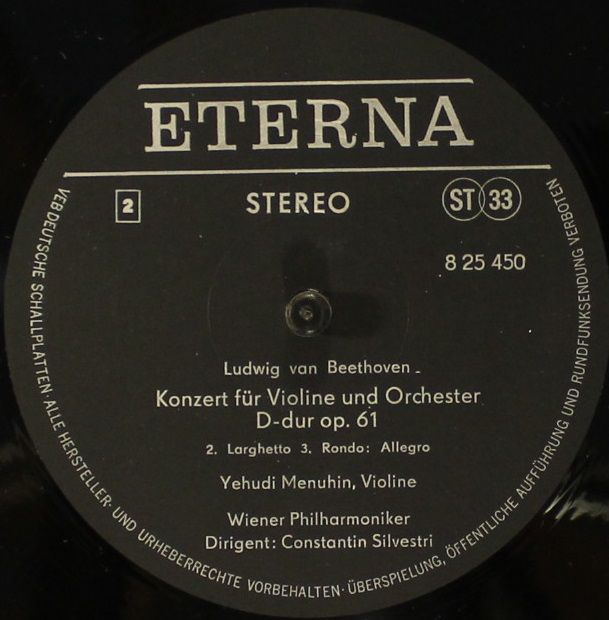 ETERNA
2 STEREO ST 33
8 25 450
Ludwig van Beethoven
Konzert für Violine und Orchester
D-dur op. 61
2. Larghetto 3. Rondo: Allegro
Yehudi Menuhin, Violine
Wiener Philharmoniker
Dirigent: Constantin Silvestri
VEB DEUTSCHE SCHALLPLATTEN · ALLE HERSTELLER- UND URHEBERRECHTE VORBEHALTEN · ÜBERSPIELUNG, ÖFFENTLICHE AUFFÜHRUNG UND RUNDFUNKSENDUNG VERBOTEN